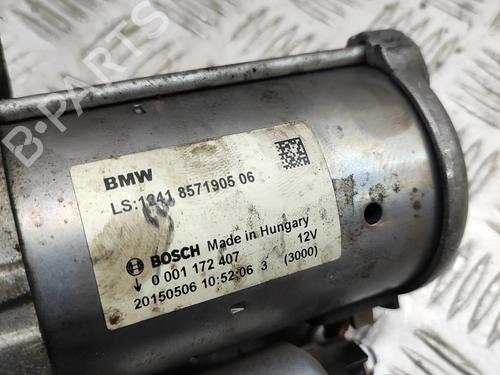 BMW
LS:1241 8571905 06
BOSCH Made in Hungary
0 001 172 407 12V
20150506 10:52:06 3 (3000)
B-PARTS